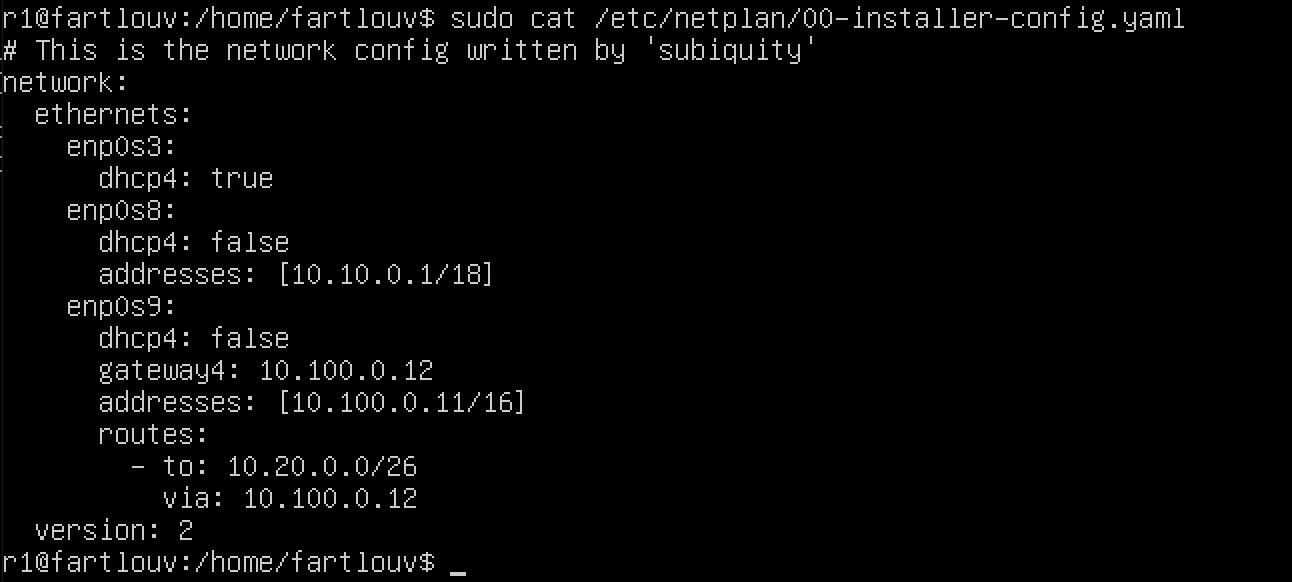 r1@fartlouv:/home/fartlouv$ sudo cat /etc/netplan/00-installer-config.yaml
# This is the network config written by 'subiquity'
network:
  ethernets:
    enp0s3:
      dhcp4: true
    enp0s8:
      dhcp4: false
      addresses: [10.10.0.1/18]
    enp0s9:
      dhcp4: false
      gateway4: 10.100.0.12
      addresses: [10.100.0.11/16]
      routes:
        - to: 10.20.0.0/26
          via: 10.100.0.12
  version: 2
r1@fartlouv:/home/fartlouv$ _